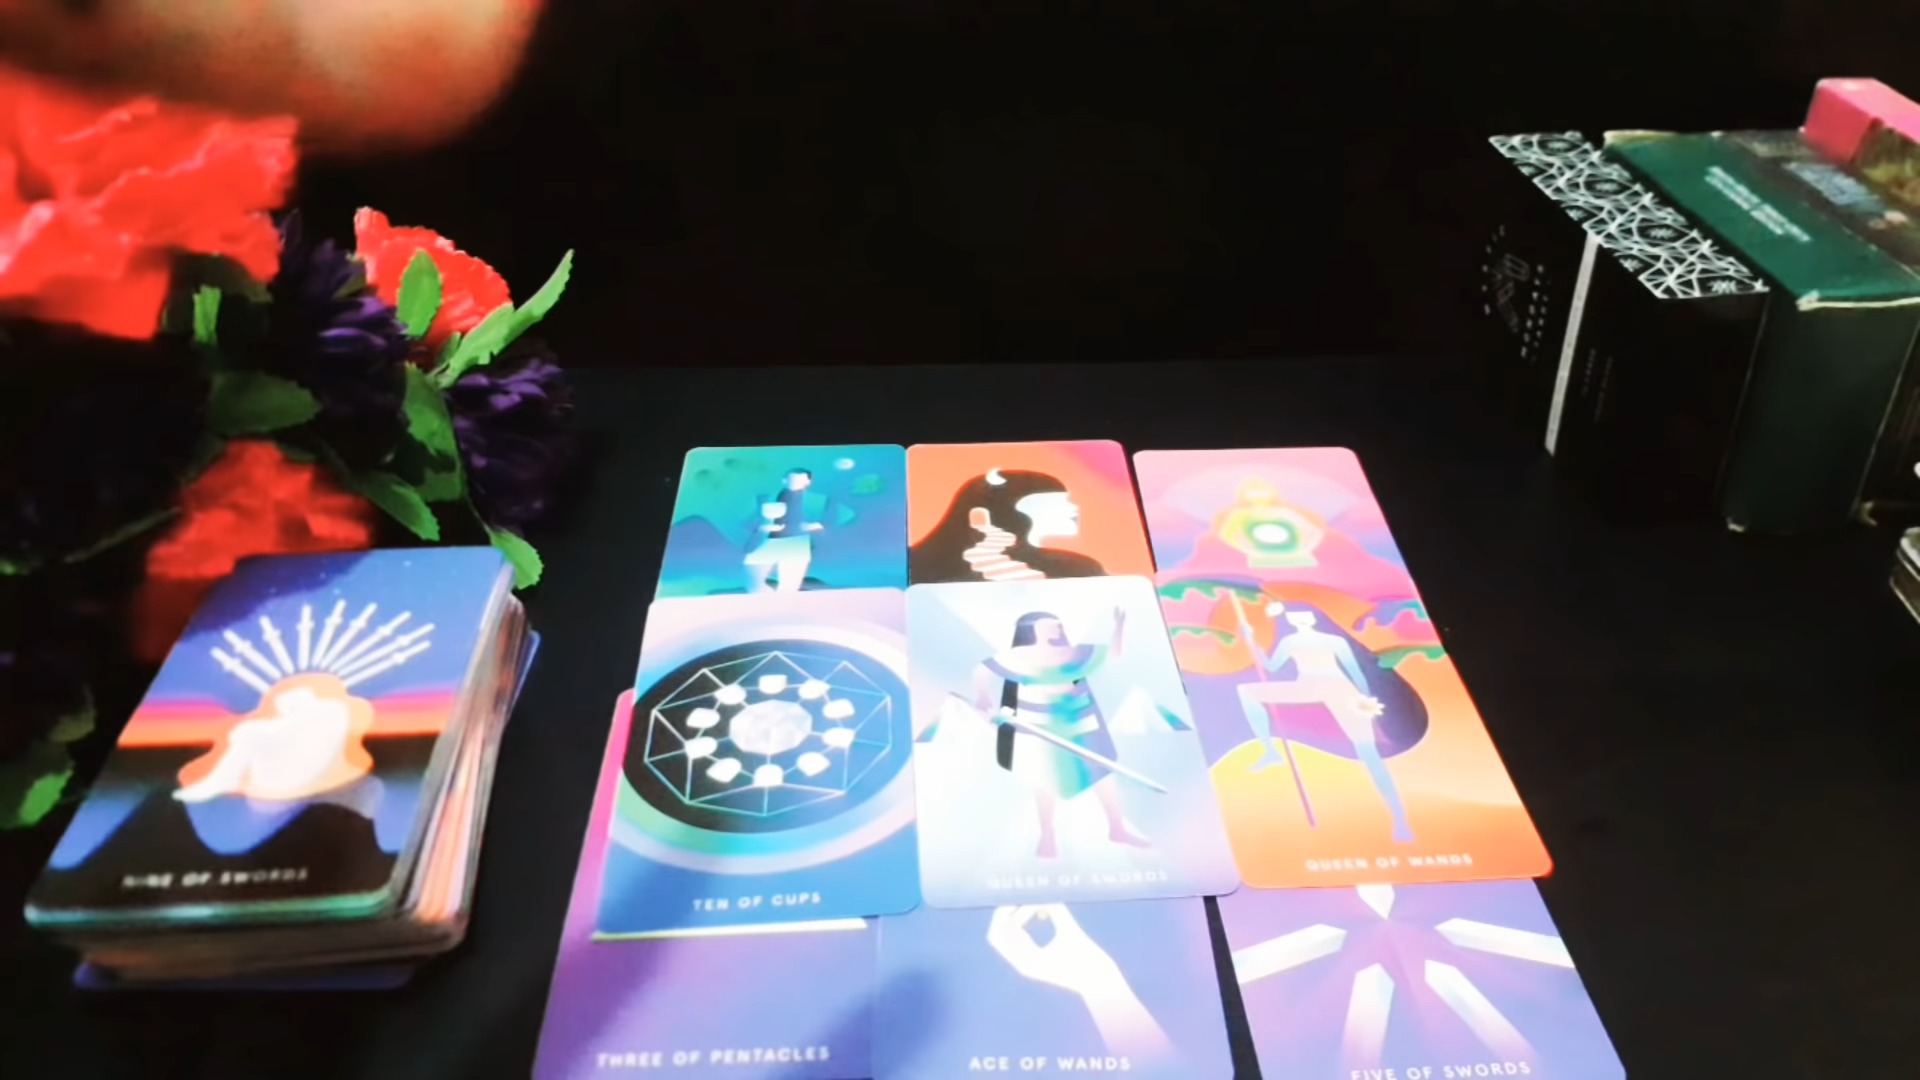 NINE OF SWORDS
TEN OF CUPS
QUEEN OF SWORDS
QUEEN OF WANDS
THREE OF PENTACLES
ACE OF WANDS
FIVE OF SWORDS